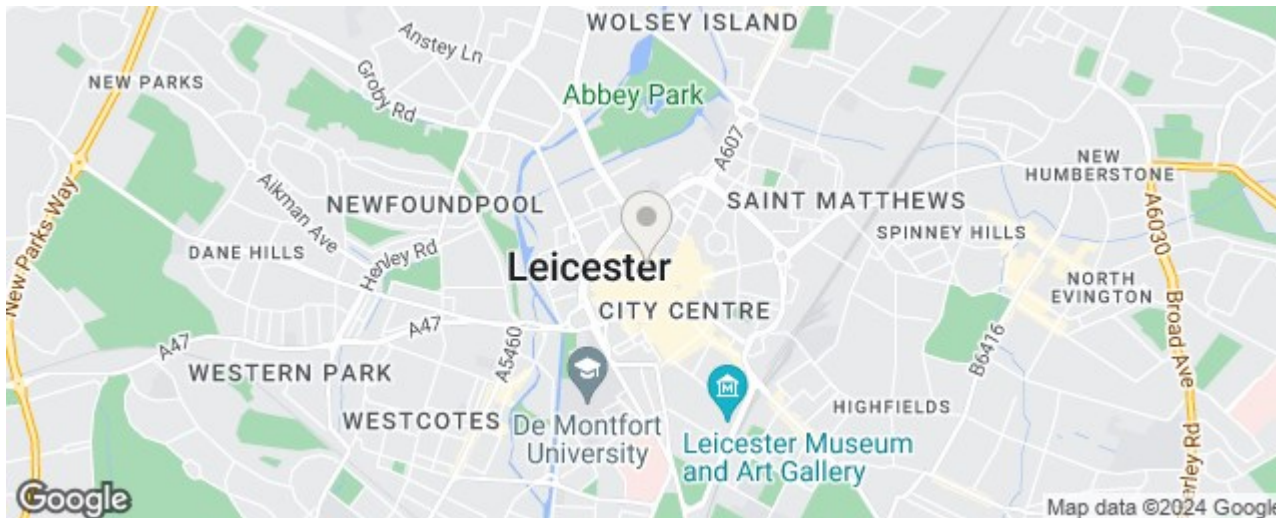 WOLSEY ISLAND
Anstey Ln
NEW PARKS
Groby Rd
Abbey Park
A607
NEW
HUMBERSTONE
Aikman Ave
NEWFOUNDPOOL
SAINT MATTHEWS
A6030
SPINNEY HILLS
DANE HILLS
Henley Rd
New Parks Way
Leicester
NORTH
EVINGTON
CITY CENTRE
Broad Ave
A47
A47
A5460
B6416
WESTERN PARK
WESTCOTES
HIGHFIELDS
De Montfort
University
M
Leicester Museum
and Art Gallery
erley Rd
Google
Map data ©2024 Google